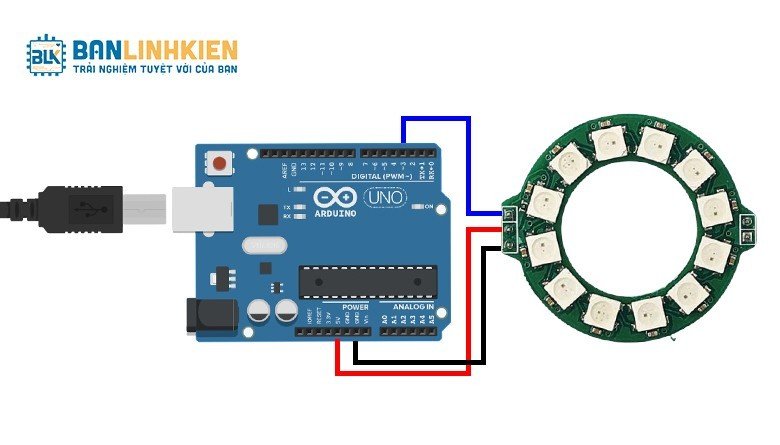 BLK
BANLINHKIEN
TRẢI NGHIỆM TUYỆT VỜI CỦA BẠN
AREF
GND
13
12
~11
~10
~9
8
7
~6
~5
4
~3
2
TX→1
RX←0
DIGITAL (PWM~)
L
TX
RX
ARDUINO
UNO
ON
POWER
ANALOG IN
IOREF
RESET
3.3V
5V
GND
GND
Vin
A0
A1
A2
A3
A4
A5